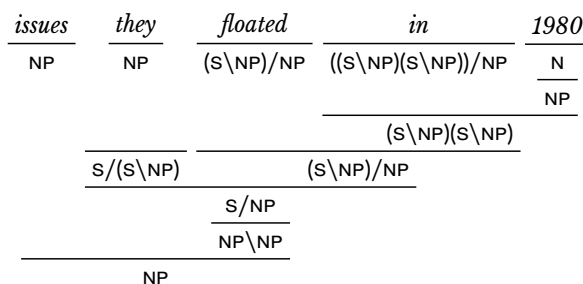 issues they floated in 1980
NP NP (S\NP)/NP ((S\NP)(S\NP))/NP N
NP
(S\NP)(S\NP)
S/(S\NP) (S\NP)/NP
S/NP
NP\NP
NP